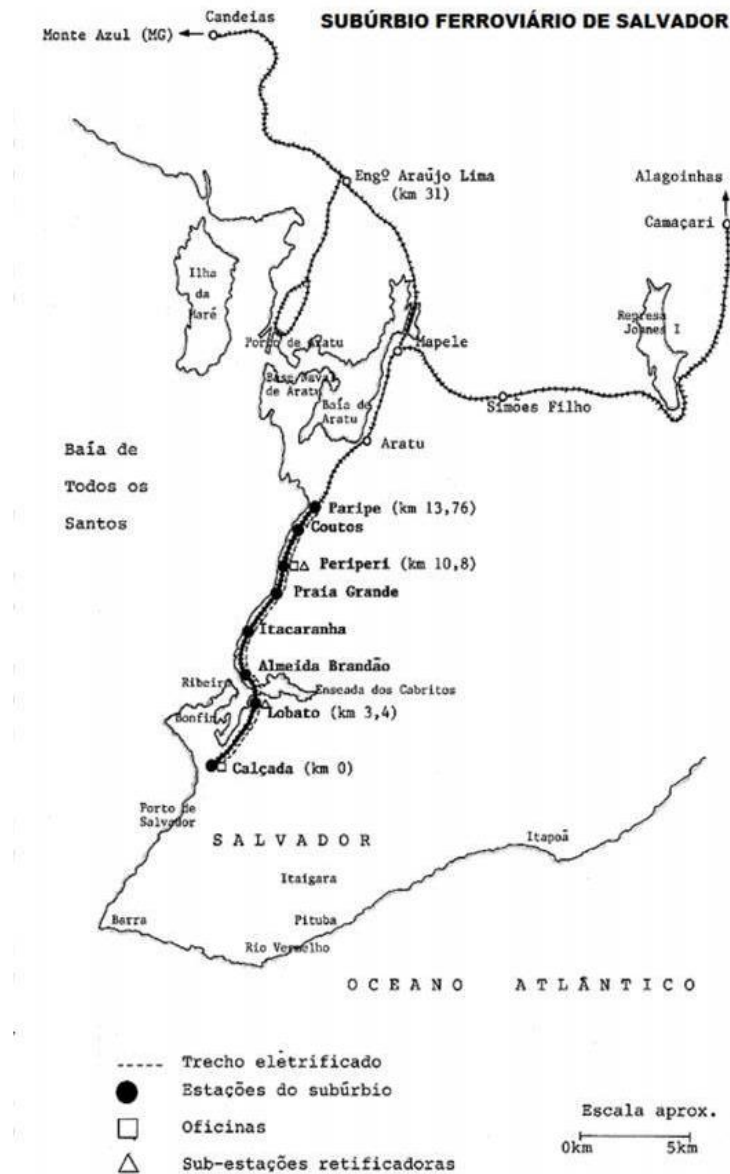 SUBÚRBIO FERROVIÁRIO DE SALVADOR
Candeias
Monte Azul (MG)
Engº Araújo Lima
(km 31)
Alagoinhas
Camaçari
Ilha
da
Maré
Represa
Joanes I
Porto de Aratu
Mapele
Base Naval
de Aratu
Baía de
Aratu
Simões Filho
Aratu
Baía de
Todos os
Santos
Paripe (km 13,76)
Coutos
Periperi (km 10,8)
Praia Grande
Itacaranha
Almeida Brandão
Ribeira
Enseada dos Cabritos
Bonfim
Lobato (km 3,4)
Calçada (km 0)
Porto de
Salvador
SALVADOR
Itapoã
Itaigara
Barra
Pituba
Rio Vermelho
OCEANO ATLÂNTICO
Trecho eletrificado
Estações do subúrbio
Oficinas
Sub-estações retificadoras
Escala aprox.
0km 5km